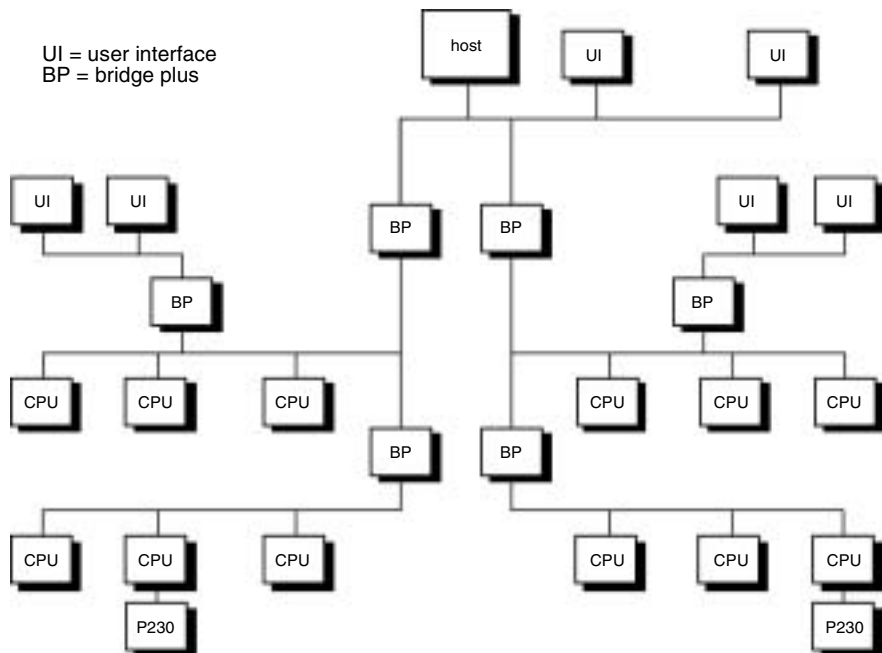 host
UI
UI
UI = user interface
BP = bridge plus
UI
UI
BP
BP
UI
UI
BP
BP
CPU
CPU
CPU
CPU
CPU
CPU
BP
BP
CPU
CPU
CPU
CPU
CPU
CPU
P230
P230